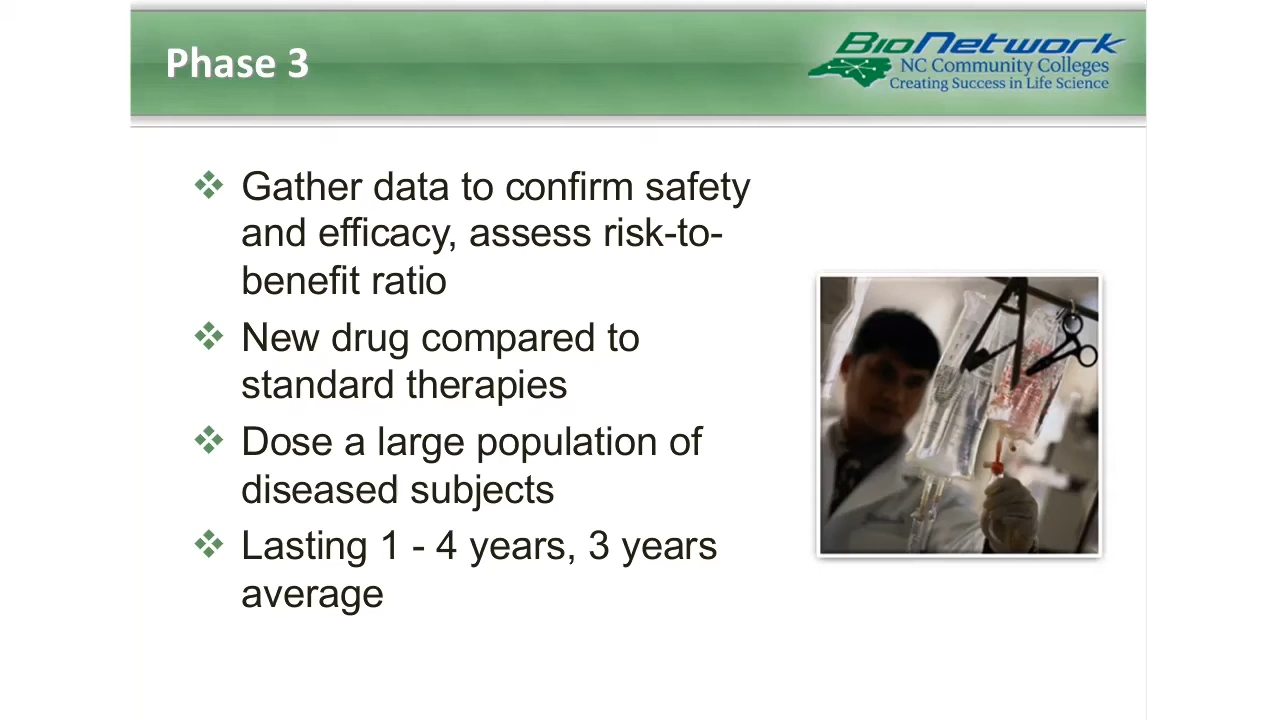 Phase 3
BioNetwork
NC Community Colleges
Creating Success in Life Science
Gather data to confirm safety
and efficacy, assess risk-to-
benefit ratio
New drug compared to
standard therapies
Dose a large population of
diseased subjects
Lasting 1 - 4 years, 3 years
average